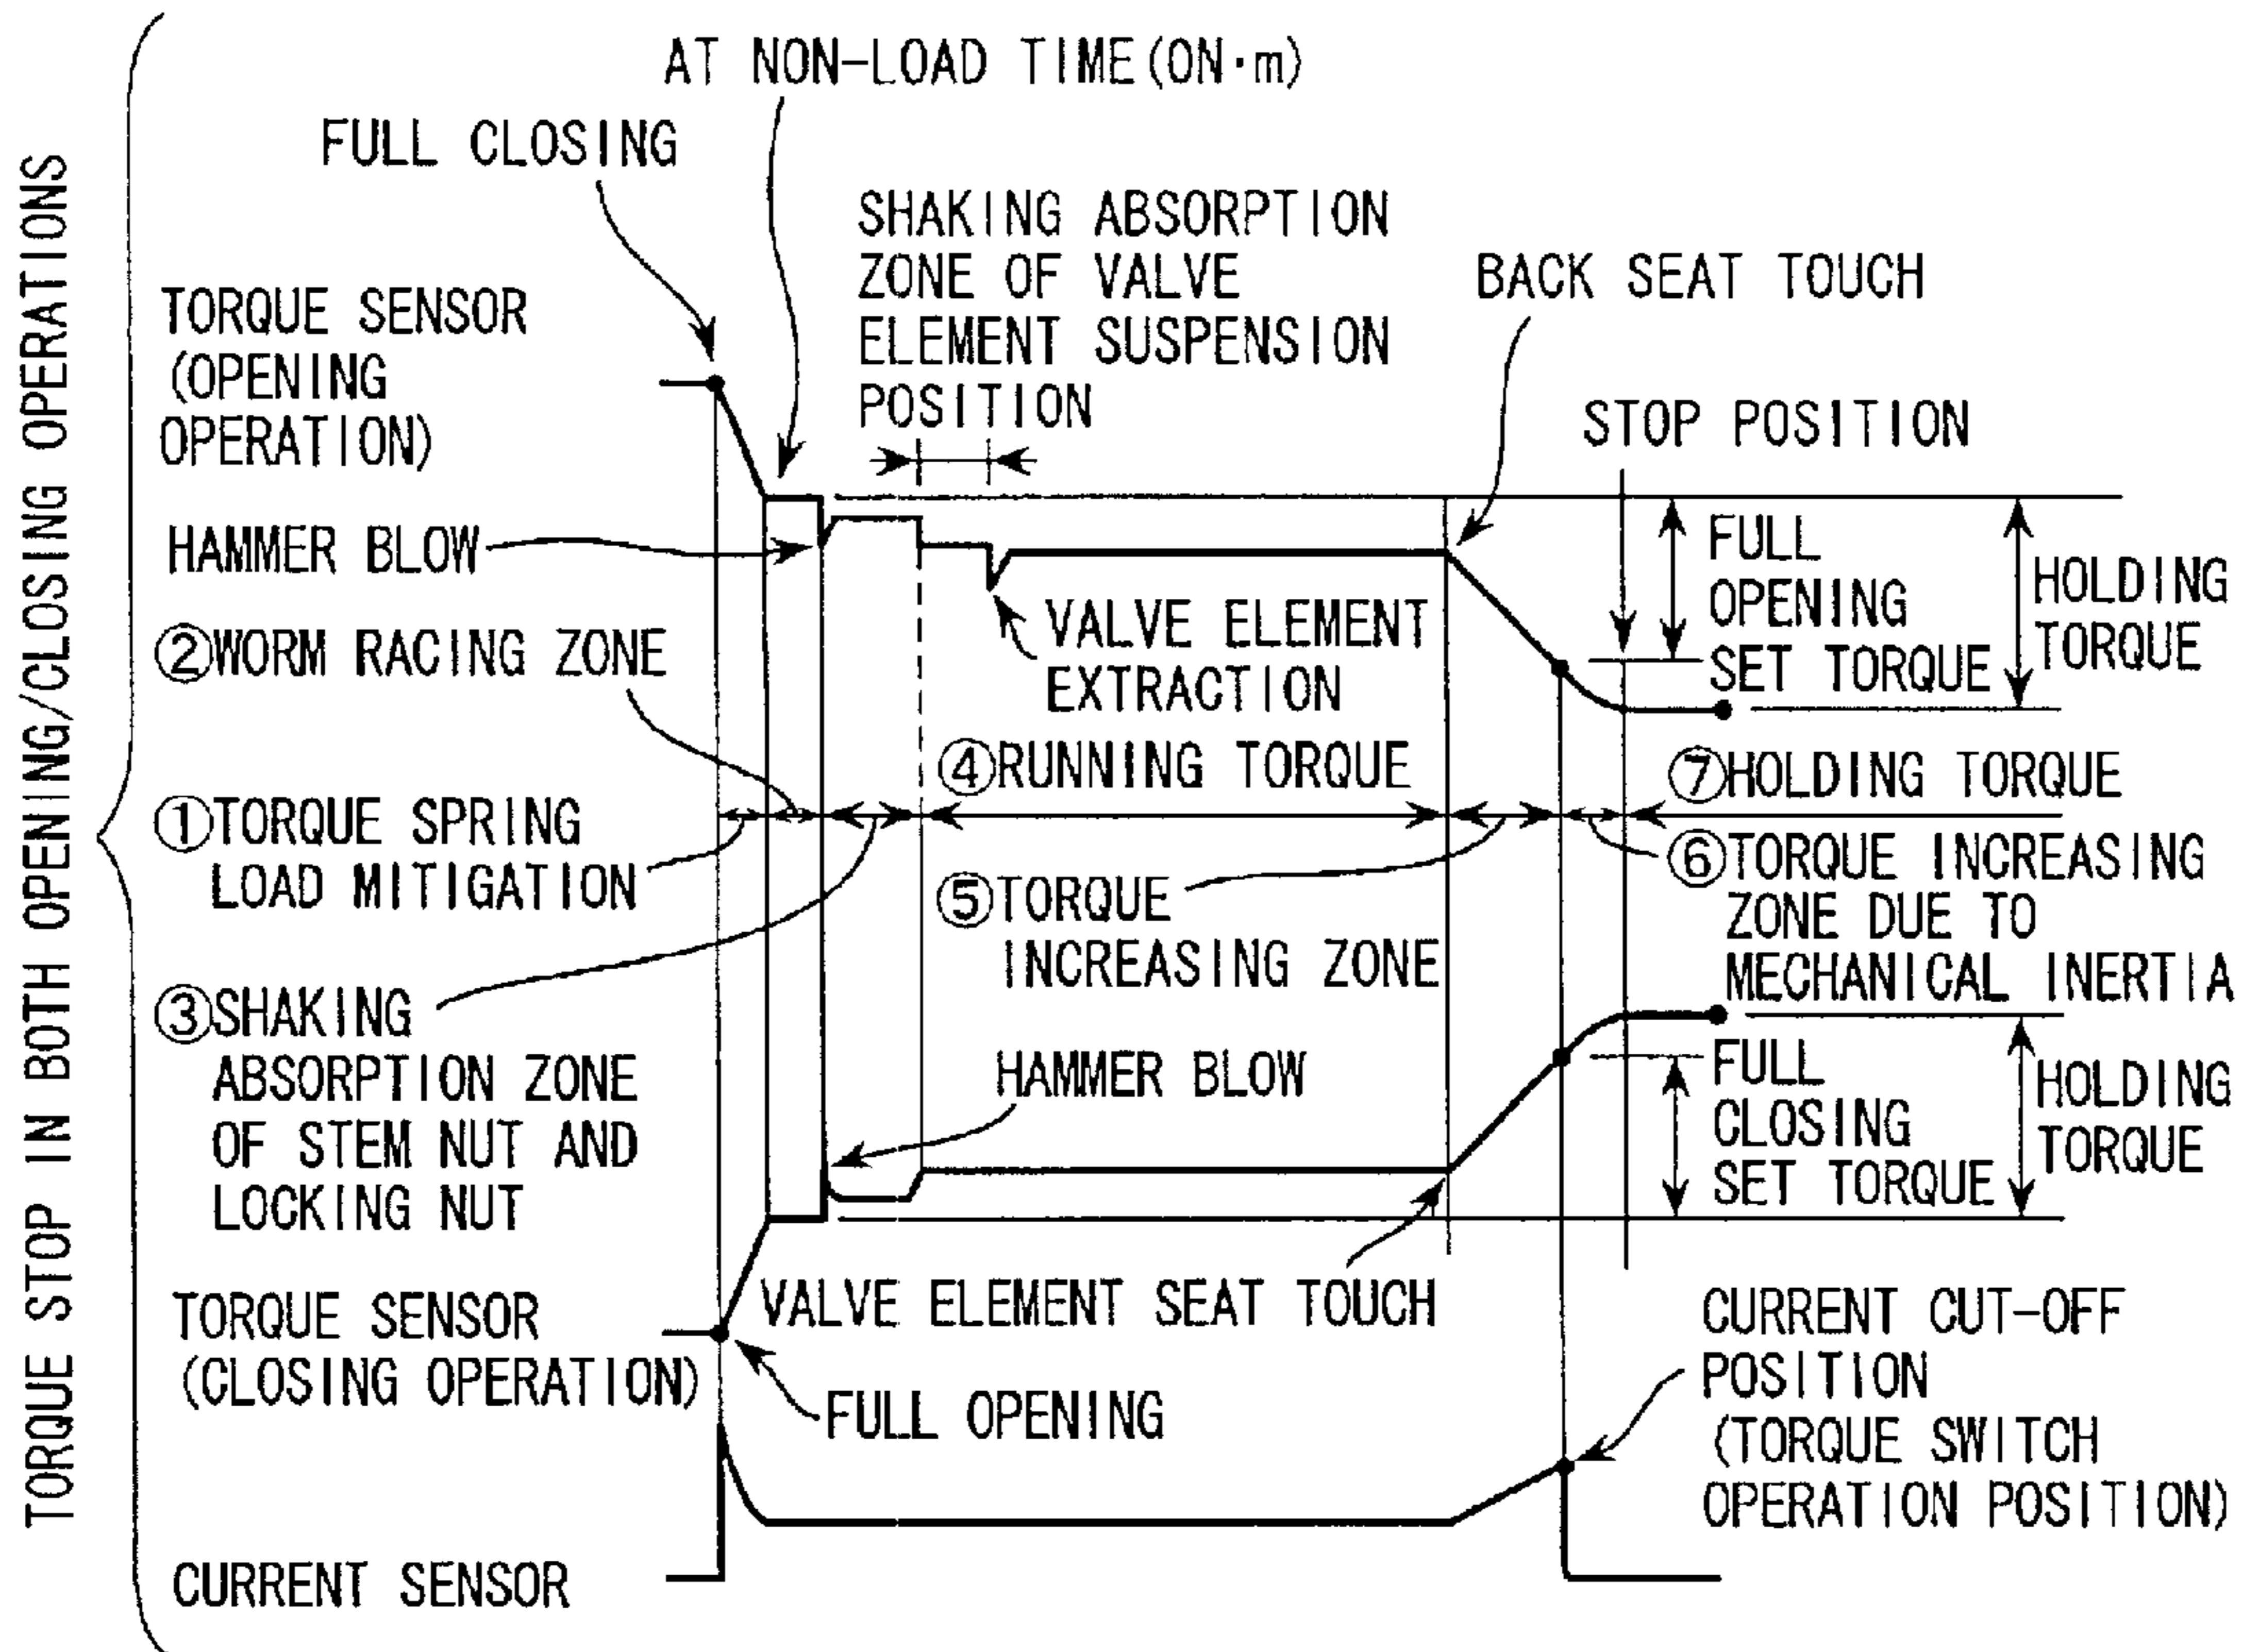 TORQUE STOP IN BOTH OPENING/CLOSING OPERATIONS
AT NON-LOAD TIME(ON·m)
FULL CLOSING
SHAKING ABSORPTION
ZONE OF VALVE
ELEMENT SUSPENSION
POSITION
BACK SEAT TOUCH
TORQUE SENSOR
(OPENING
OPERATION)
STOP POSITION
HAMMER BLOW
FULL
OPENING
SET TORQUE
HOLDING
TORQUE
②WORM RACING ZONE
VALVE ELEMENT
EXTRACTION
④RUNNING TORQUE
⑦HOLDING TORQUE
①TORQUE SPRING
LOAD MITIGATION
⑤TORQUE
INCREASING ZONE
⑥TORQUE INCREASING
ZONE DUE TO
MECHANICAL INERTIA
③SHAKING
ABSORPTION ZONE
OF STEM NUT AND
LOCKING NUT
HAMMER BLOW
FULL
CLOSING
SET TORQUE
HOLDING
TORQUE
VALVE ELEMENT SEAT TOUCH
TORQUE SENSOR
(CLOSING OPERATION)
FULL OPENING
CURRENT CUT-OFF
POSITION
(TORQUE SWITCH
OPERATION POSITION)
CURRENT SENSOR